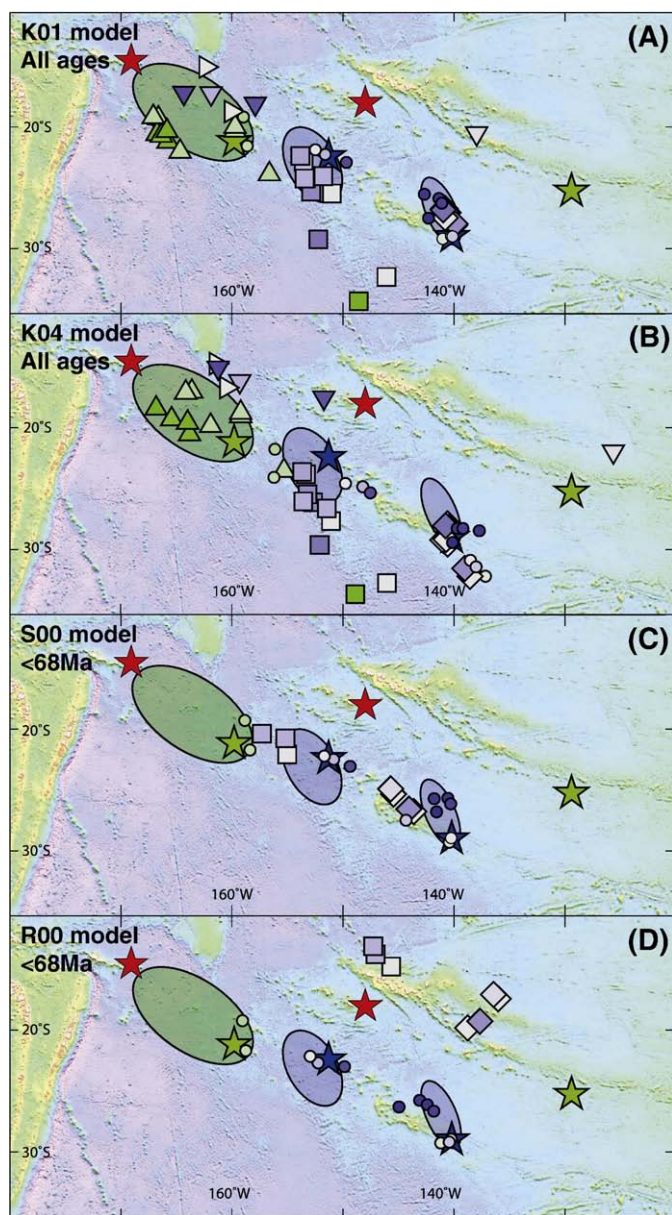 K01 model (A)
All ages
20˚S
30˚S
160˚W 140˚W
K04 model (B)
All ages
20˚S
30˚S
160˚W 140˚W
S00 model (C)
<68Ma
20˚S
30˚S
160˚W 140˚W
R00 model (D)
<68Ma
20˚S
30˚S
160˚W 140˚W